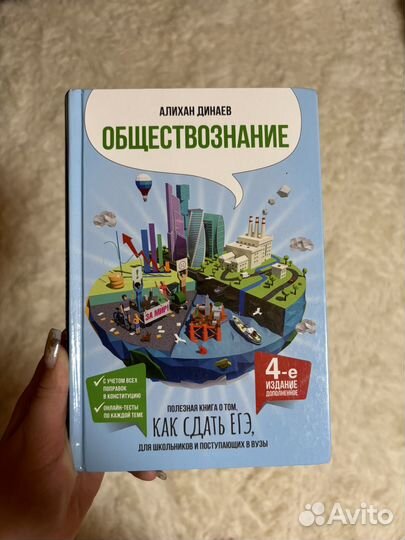 АЛИХАН ДИНАЕВ
ОБЩЕСТВОЗНАНИЕ
ЗА МИР!
С УЧЕТОМ ВСЕХ
ПОПРАВОК
В КОНСТИТУЦИЮ
ОНЛАЙН-ТЕСТЫ
ПО КАЖДОЙ ТЕМЕ
4-е
ИЗДАНИЕ
ДОПОЛНЕННОЕ
ПОЛЕЗНАЯ КНИГА О ТОМ,
КАК СДАТЬ ЕГЭ,
ДЛЯ ШКОЛЬНИКОВ И ПОСТУПАЮЩИХ В ВУЗЫ
Avito